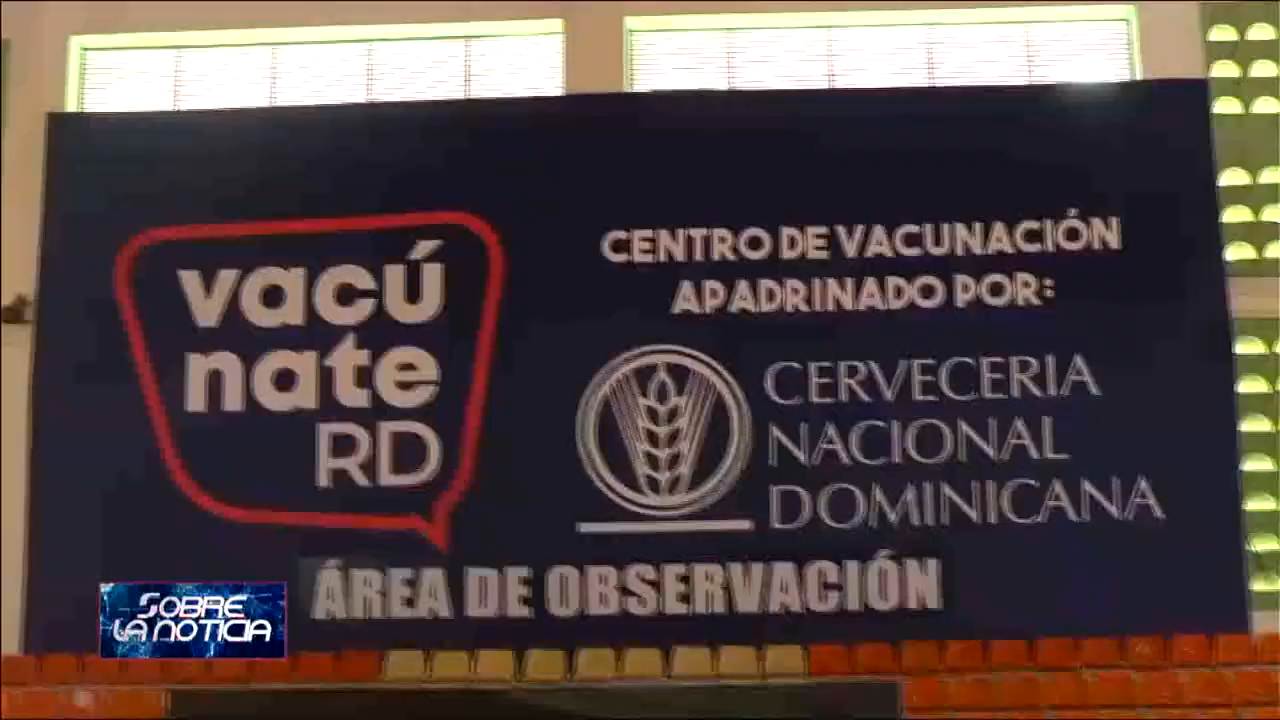 vacú
nate
RD
CENTRO DE VACUNACIÓN
APADRINADO POR:
CERVECERIA
NACIONAL
DOMINICANA
ÁREA DE OBSERVACIÓN
SOBRE
LA NOTICIA